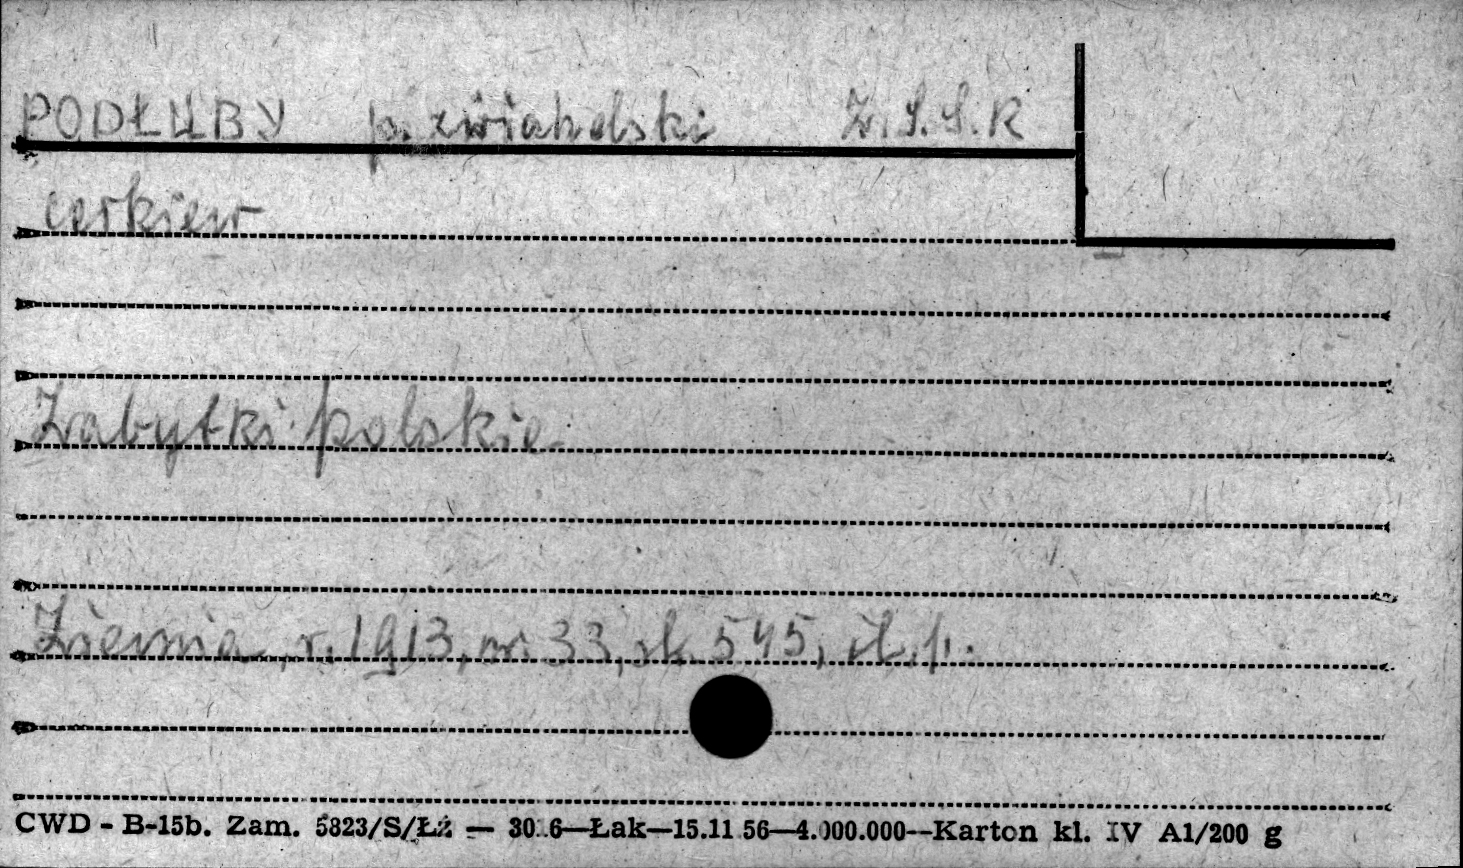 PODŁUBY p. zwiahelski Z.S.S.R
cerkiew
Zabytki polskie
Ziemia, r. 1913, nr 33, st. 545, il. 1.
CWD - B-15b. Zam. 5823/S/Łż — 30.6—Łak—15.11 56—4.000.000—Karton kl. IV A1/200 g